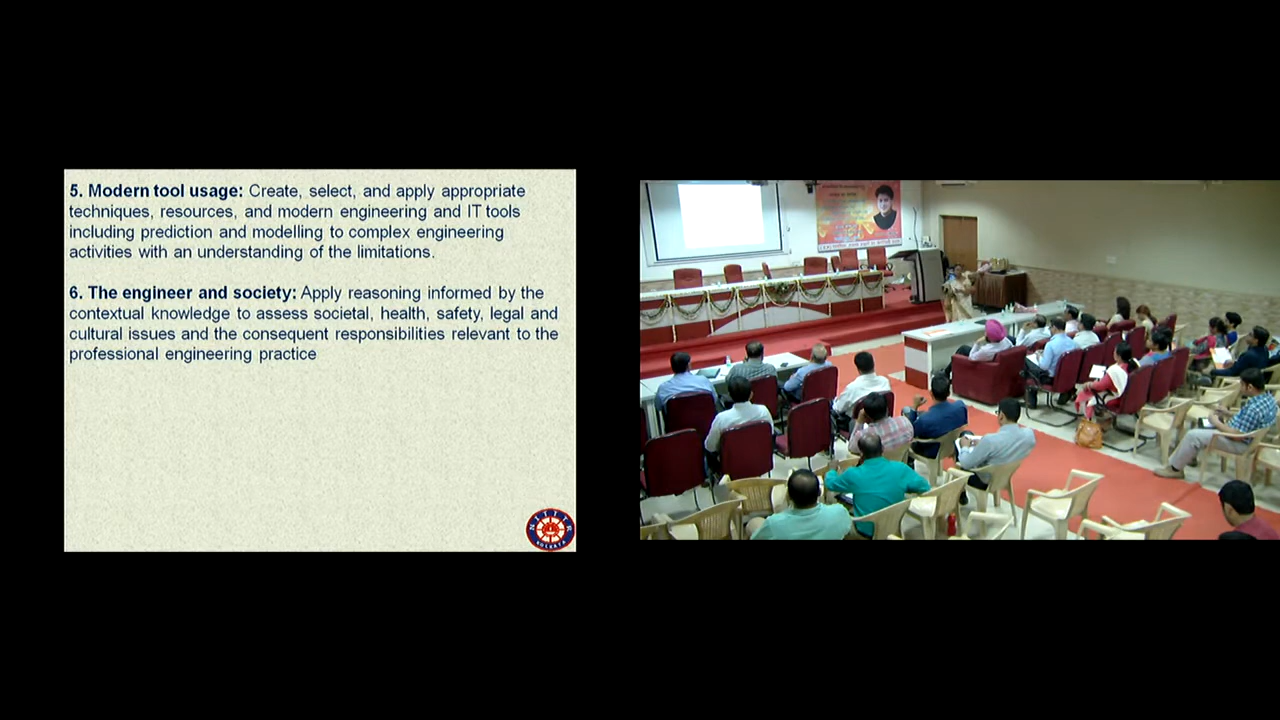 5. Modern tool usage: Create, select, and apply appropriate
techniques, resources, and modern engineering and IT tools
including prediction and modelling to complex engineering
activities with an understanding of the limitations.
6. The engineer and society: Apply reasoning informed by the
contextual knowledge to assess societal, health, safety, legal and
cultural issues and the consequent responsibilities relevant to the
professional engineering practice
NITTTR
KOLKATA